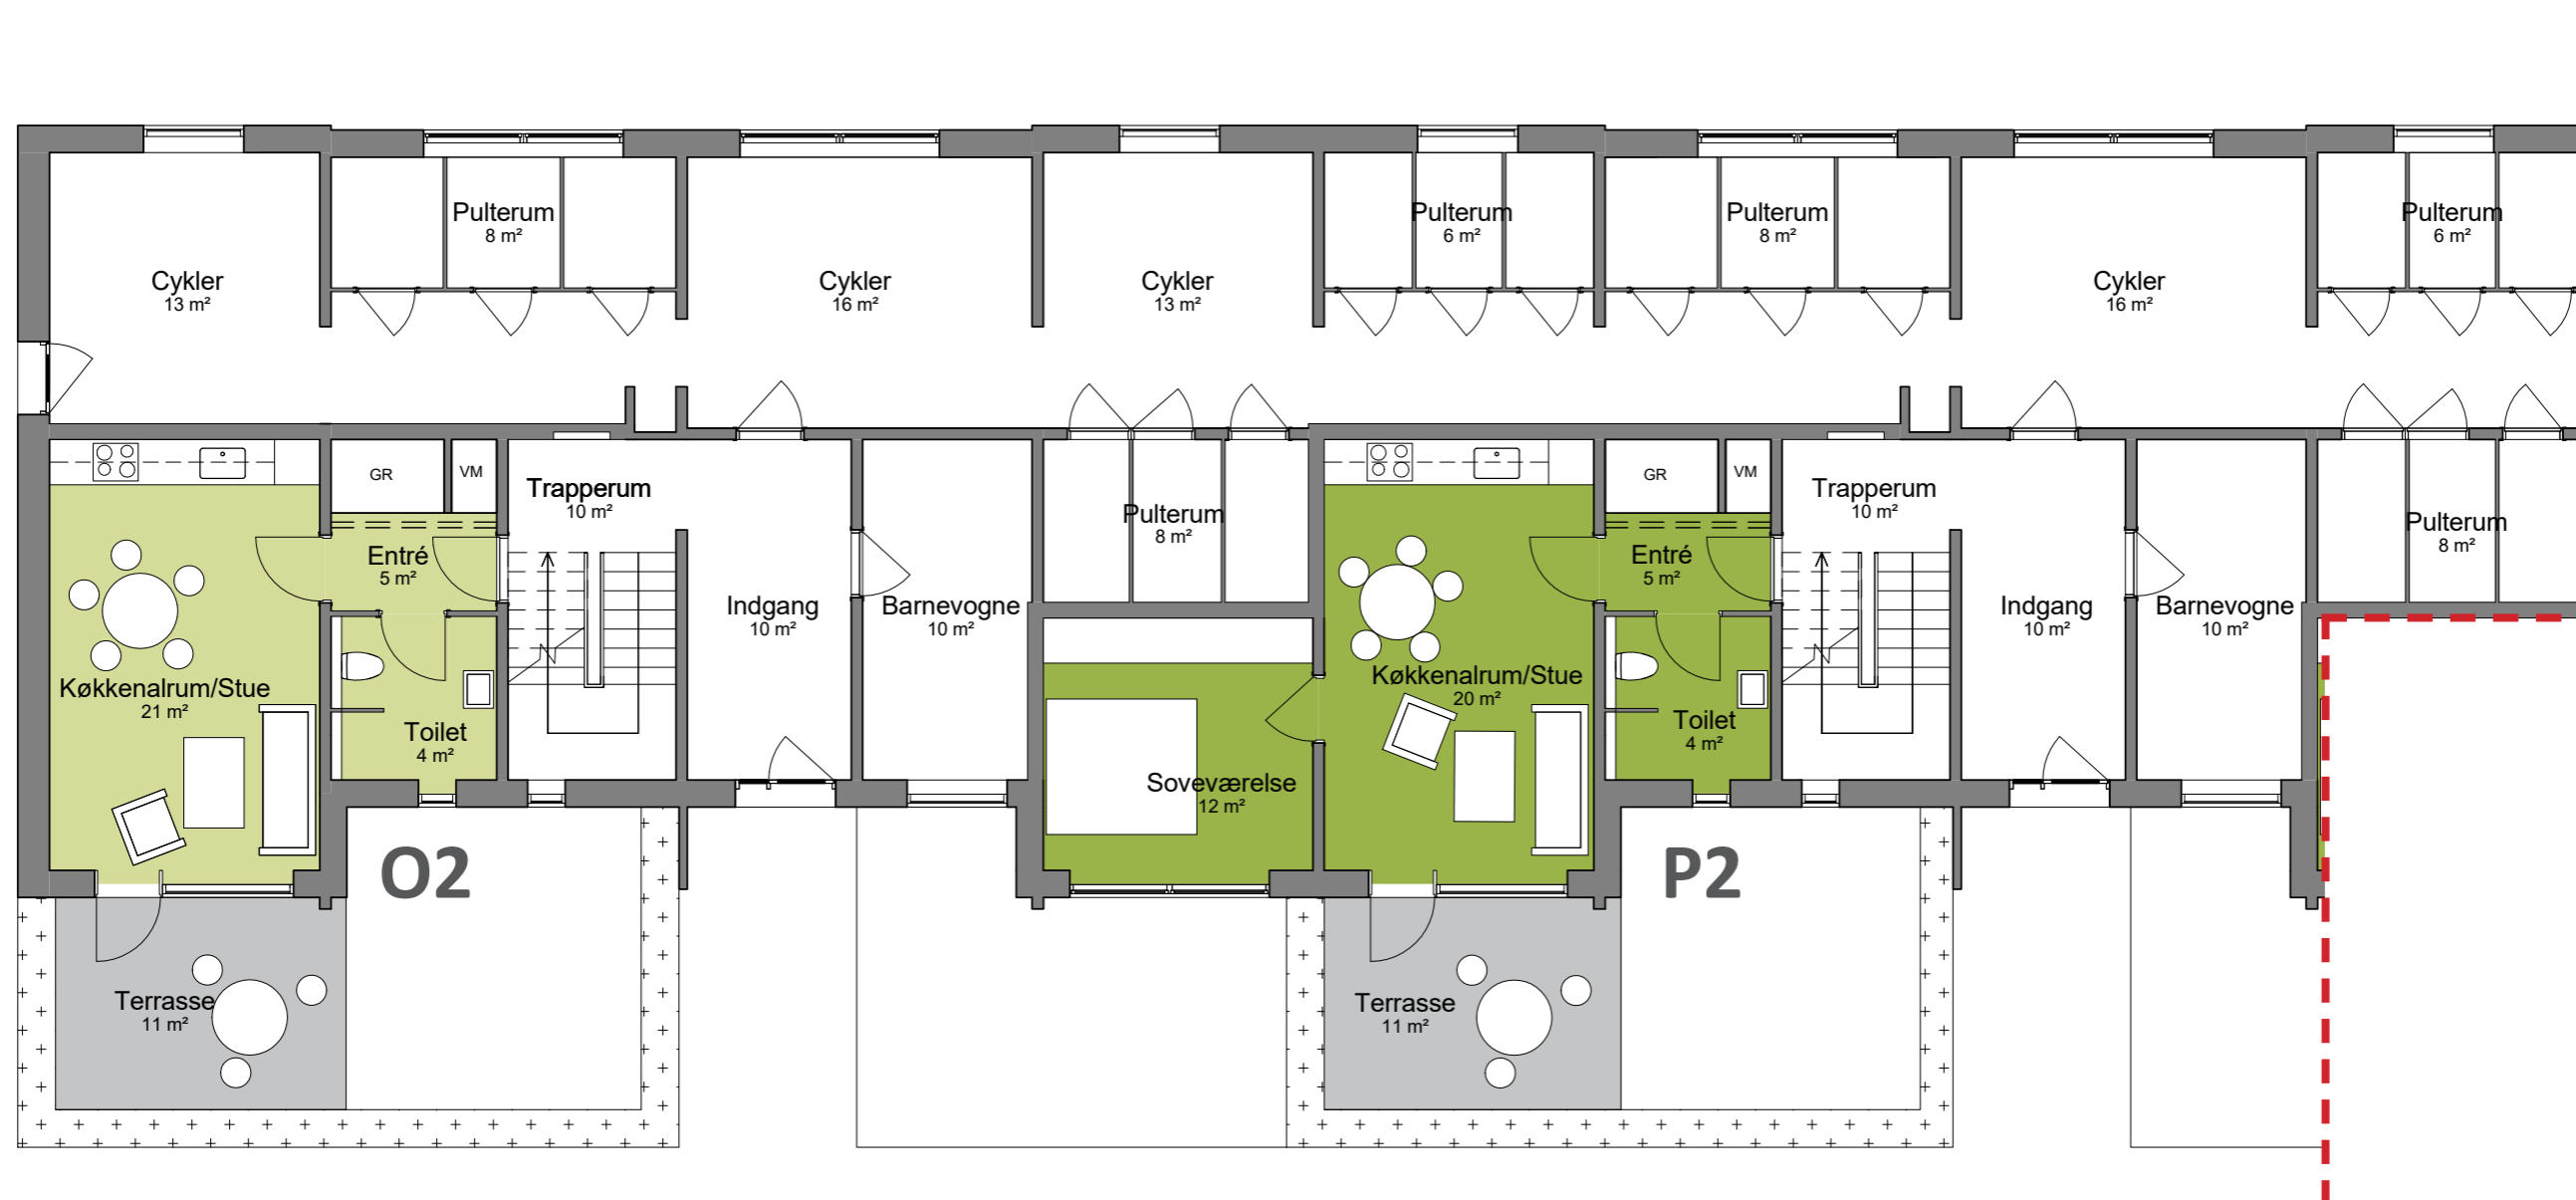 Pulterum
8 m²
Pulterum
6 m²
Pulterum
8 m²
Pulterum
6 m²
Cykler
13 m²
Cykler
16 m²
Cykler
13 m²
Cykler
16 m²
GR
VM
Trapperum
10 m²
Pulterum
8 m²
GR
VM
Trapperum
10 m²
Pulterum
8 m²
Entré
5 m²
Indgang
10 m²
Barnevogne
10 m²
Entré
5 m²
Indgang
10 m²
Barnevogne
10 m²
Køkkenalrum/Stue
21 m²
Toilet
4 m²
Køkkenalrum/Stue
20 m²
Toilet
4 m²
Soveværelse
12 m²
O2
P2
Terrasse
11 m²
Terrasse
11 m²